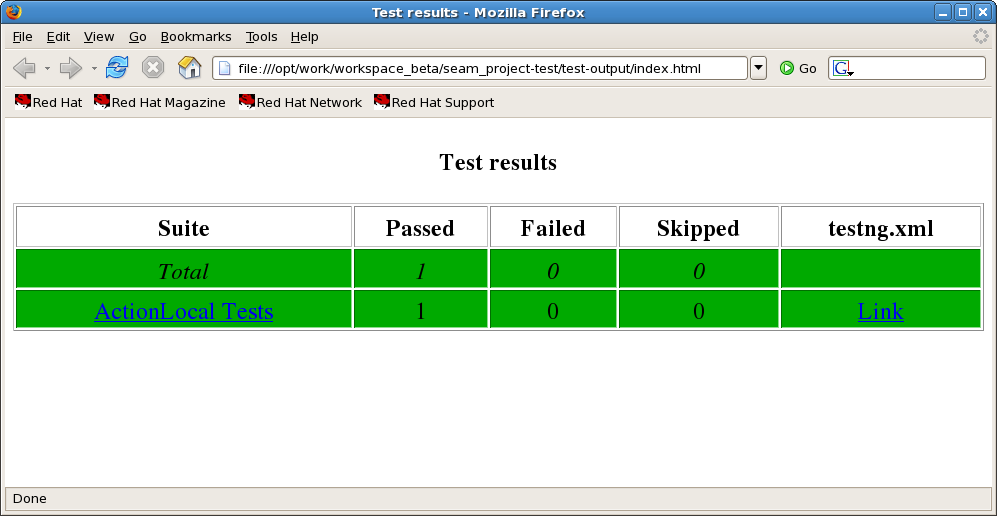 Test results - Mozilla Firefox
File Edit View Go Bookmarks Tools Help
file:///opt/work/workspace_beta/seam_project-test/test-output/index.html Go G
Red Hat Red Hat Magazine Red Hat Network Red Hat Support
Test results
Suite Passed Failed Skipped testng.xml
Total 1 0 0
ActionLocal Tests 1 0 0 Link
Done